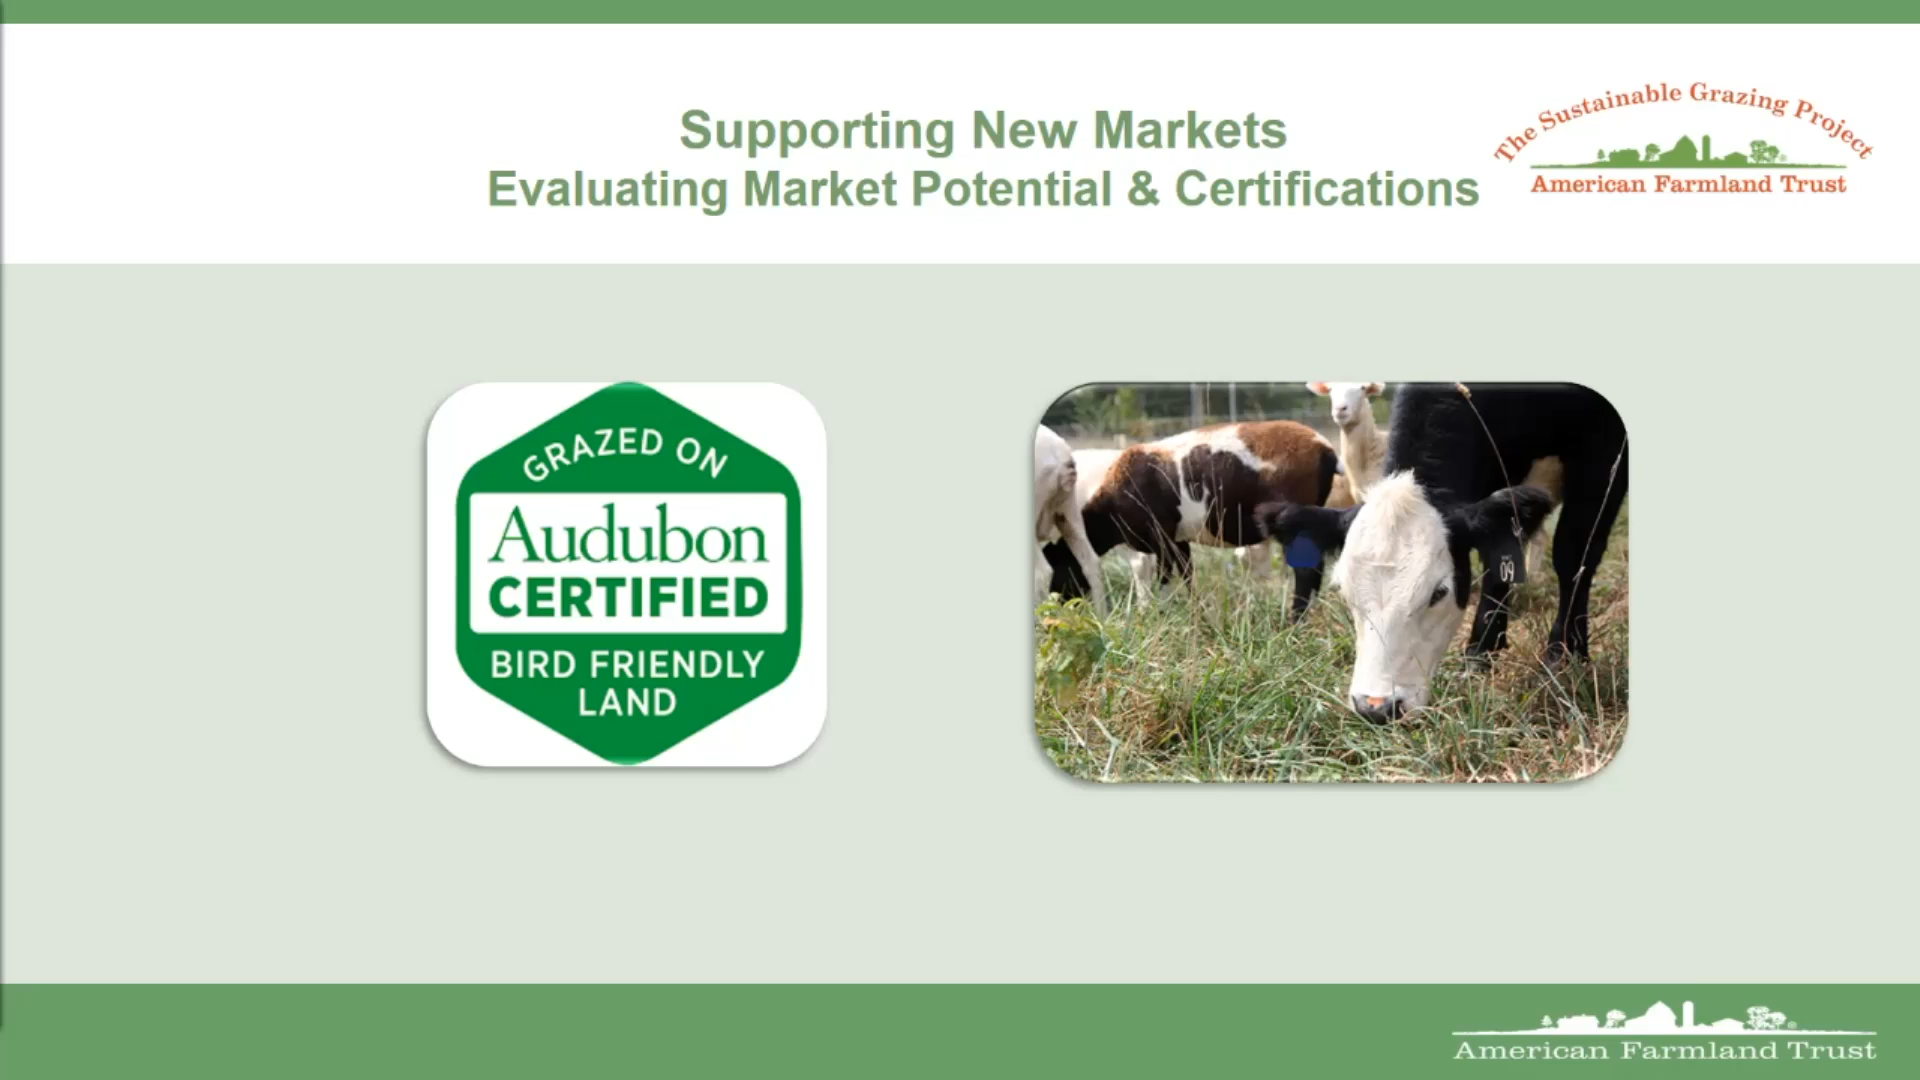 Supporting New Markets
Evaluating Market Potential & Certifications
The Sustainable Grazing Project
American Farmland Trust
GRAZED ON
Audubon
CERTIFIED
BIRD FRIENDLY
LAND
09
American Farmland Trust